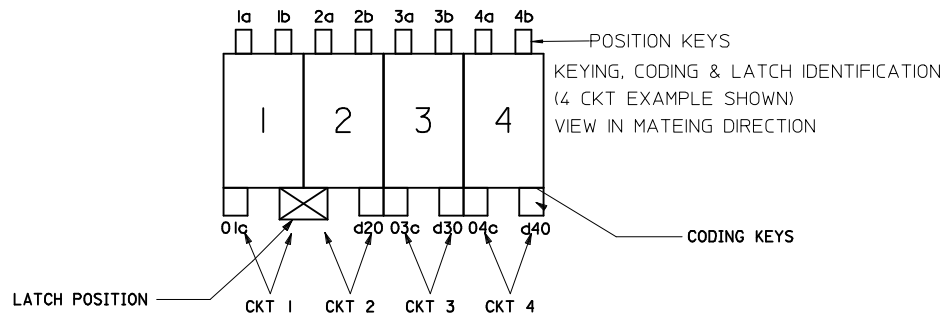 1a 1b 2a 2b 3a 3b 4a 4b
POSITION KEYS
KEYING, CODING & LATCH IDENTIFICATION
(4 CKT EXAMPLE SHOWN)
VIEW IN MATEING DIRECTION
1 2 3 4
01c d20 03c d30 04c d40
CODING KEYS
LATCH POSITION
CKT 1 CKT 2 CKT 3 CKT 4